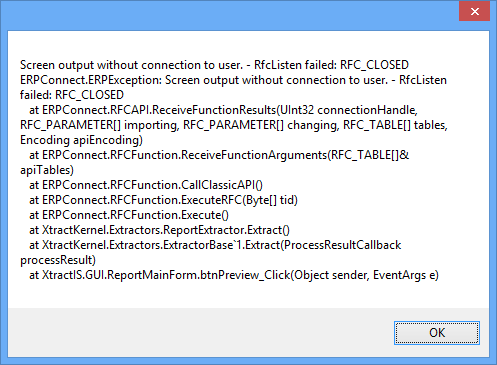 Screen output without connection to user. - RfcListen failed: RFC_CLOSED
ERPConnect.ERPException: Screen output without connection to user. - RfcListen
failed: RFC_CLOSED
at ERPConnect.RFCAPI.ReceiveFunctionResults(UInt32 connectionHandle,
RFC_PARAMETER[] importing, RFC_PARAMETER[] changing, RFC_TABLE[] tables,
Encoding apiEncoding)
at ERPConnect.RFCFunction.ReceiveFunctionArguments(RFC_TABLE[]&
apiTables)
at ERPConnect.RFCFunction.CallClassicAPI()
at ERPConnect.RFCFunction.ExecuteRFC(Byte[] tid)
at ERPConnect.RFCFunction.Execute()
at XtractKernel.Extractors.ReportExtractor.Extract()
at XtractKernel.Extractors.ExtractorBase`1.Extract(ProcessResultCallback
processResult)
at XtractIS.GUI.ReportMainForm.btnPreview_Click(Object sender, EventArgs e)
OK